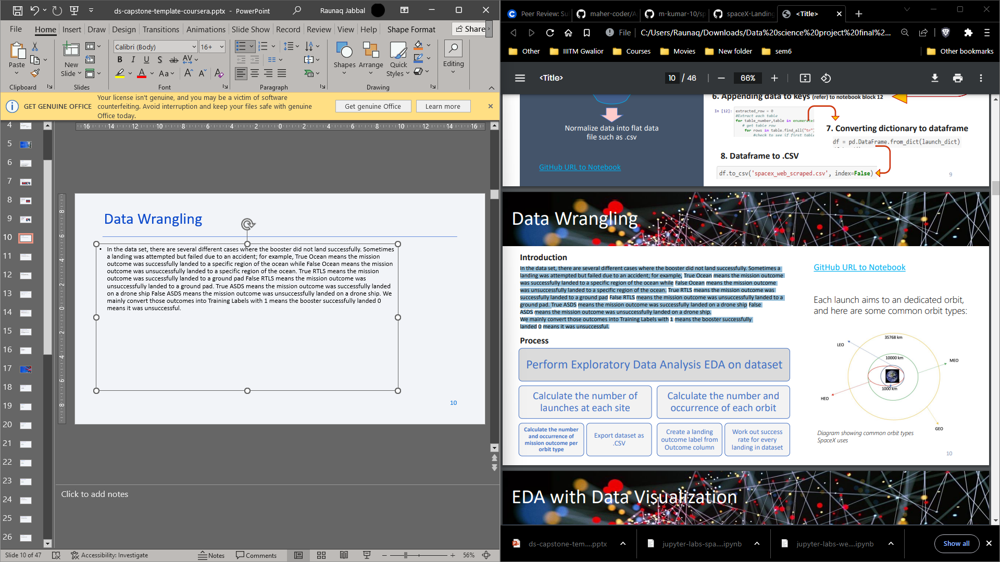 ds-capstone-template-coursera.pptx - PowerPoint
Raunaq Jabbal
File Home Insert Draw Design Transitions Animations Slide Show Record Review View Help Shape Format Share
Paste
New
Slide
Calibri (Body) 16+
Shapes Arrange Quick
Styles
Editing
Clipboard Slides Font Paragraph Drawing
GET GENUINE OFFICE
Your license isn't genuine, and you may be a victim of software
counterfeiting. Avoid interruption and keep your files safe with genuine
Office today.
Get genuine Office
Learn more
16 14 12 10 8 6 4 2 0 2 4 6 8 10 12 14 16
4
5
6
7
8
9
10
11
12
13
14
15
16
17
18
19
20
21
22
23
24
25
26
8 6 4 2 0 2 4 6 8
Data Wrangling
• In the data set, there are several different cases where the booster did not land successfully. Sometimes
a landing was attempted but failed due to an accident; for example, True Ocean means the mission
outcome was successfully landed to a specific region of the ocean while False Ocean means the mission
outcome was unsuccessfully landed to a specific region of the ocean. True RTLS means the mission
outcome was successfully landed to a ground pad False RTLS means the mission outcome was
unsuccessfully landed to a ground pad. True ASDS means the mission outcome was successfully landed
on a drone ship False ASDS means the mission outcome was unsuccessfully landed on a drone ship. We
mainly convert those outcomes into Training Labels with 1 means the booster successfully landed 0
means it was unsuccessful.
10
Click to add notes
Slide 10 of 47
Accessibility: Investigate
Notes
Comments
56%
Peer Review: Su
maher-coder/A
m-kumar-10/sp
spaceX-Landing
<Title>
File C:/Users/Raunaq/Downloads/Data%20science%20project%20final%2...
Other
IIITM Gwalior
Courses
Movies
New folder
sem6
Other bookmarks
<Title>
10 / 46
66%
Normalize data into flat data
file such as .csv
GitHub URL to Notebook
6. Appending data to keys (refer) to notebook block 12
In [12]: extracted_row = 0
#Extract each table
for table_number,table in enumerate(
# get table row
for rows in table.find_all("tr")
#check to see if first table
7. Converting dictionary to dataframe
df = pd.DataFrame.from_dict(launch_dict)
8. Dataframe to .CSV
df.to_csv('spacex_web_scraped.csv', index=False)
9
Data Wrangling
Introduction
In the data set, there are several different cases where the booster did not land successfully. Sometimes a
landing was attempted but failed due to an accident; for example, True Ocean means the mission outcome
was successfully landed to a specific region of the ocean while False Ocean means the mission outcome
was unsuccessfully landed to a specific region of the ocean. True RTLS means the mission outcome was
successfully landed to a ground pad False RTLS means the mission outcome was unsuccessfully landed to a
ground pad. True ASDS means the mission outcome was successfully landed on a drone ship False
ASDS means the mission outcome was unsuccessfully landed on a drone ship.
We mainly convert those outcomes into Training Labels with 1 means the booster successfully
landed 0 means it was unsuccessful.
Process
Perform Exploratory Data Analysis EDA on dataset
Calculate the number of
launches at each site
Calculate the number and
occurrence of each orbit
Calculate the number
and occurrence of
mission outcome per
orbit type
Export dataset as
.CSV
Create a landing
outcome label from
Outcome column
Work out success
rate for every
landing in dataset
GitHub URL to Notebook
Each launch aims to an dedicated orbit,
and here are some common orbit types:
35768 km
LEO
10000 km
MEO
1000 km
HEO
GEO
Diagram showing common orbit types
SpaceX uses
10
EDA with Data Visualization
ds-capstone-tem....pptx
jupyter-labs-spa....ipynb
jupyter-labs-we....ipynb
Show all